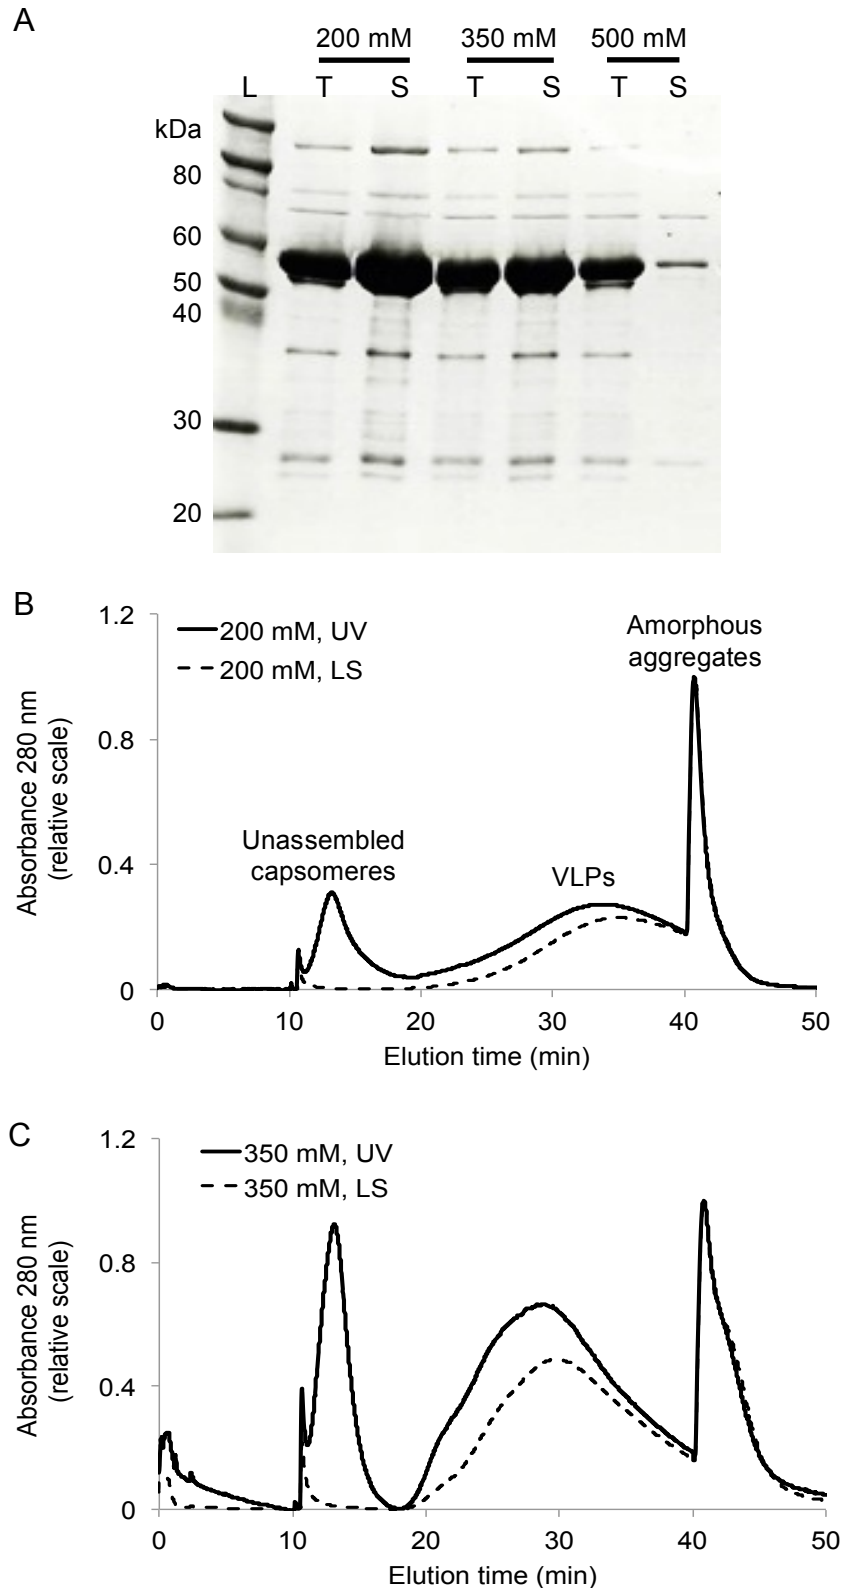 A
200 mM 350 mM 500 mM
L T S T S T S
kDa
80
60
50
40
30
20
B
1.2
0.8
0.4
0
200 mM, UV
200 mM, LS
Amorphous
aggregates
Unassembled
capsomeres
VLPs
Absorbance 280 nm
(relative scale)
0 10 20 30 40 50
Elution time (min)
C
1.2
0.8
0.4
0
350 mM, UV
350 mM, LS
Absorbance 280 nm
(relative scale)
0 10 20 30 40 50
Elution time (min)